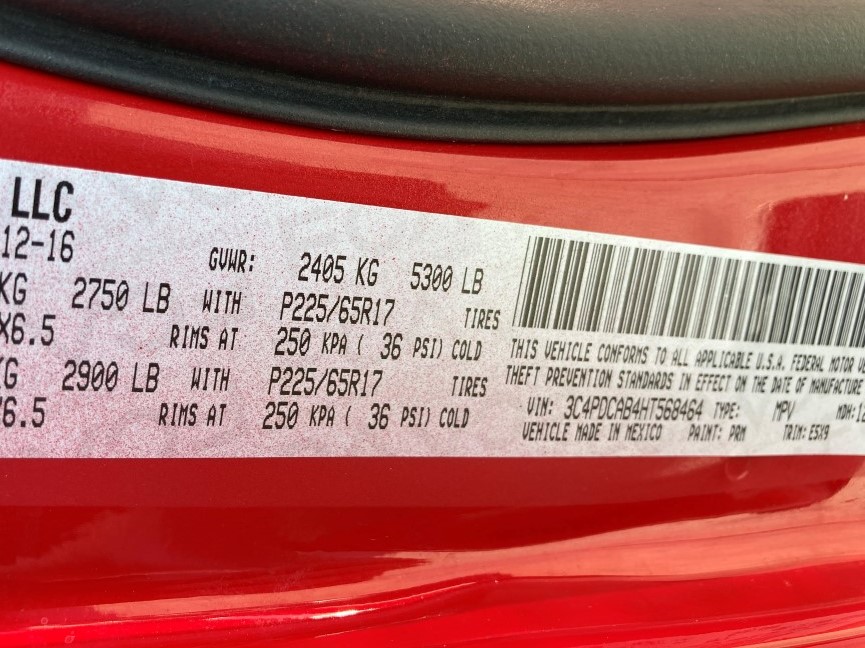 LLC
12-16 GVWR: 2405 KG 5300 LB
KG 2750 LB WITH P225/65R17 TIRES
X6.5 RIMS AT 250 KPA ( 36 PSI) COLD
KG 2900 LB WITH P225/65R17 TIRES
X6.5 RIMS AT 250 KPA ( 36 PSI) COLD
THIS VEHICLE CONFORMS TO ALL APPLICABLE U.S.A. FEDERAL MOTOR VE
THEFT PREVENTION STANDARDS IN EFFECT ON THE DATE OF MANUFACTURE
VIN: 3C4PDCAB4HT568464 TYPE: MPV MDH:12
VEHICLE MADE IN MEXICO PAINT: PRM TRIM: E5X9